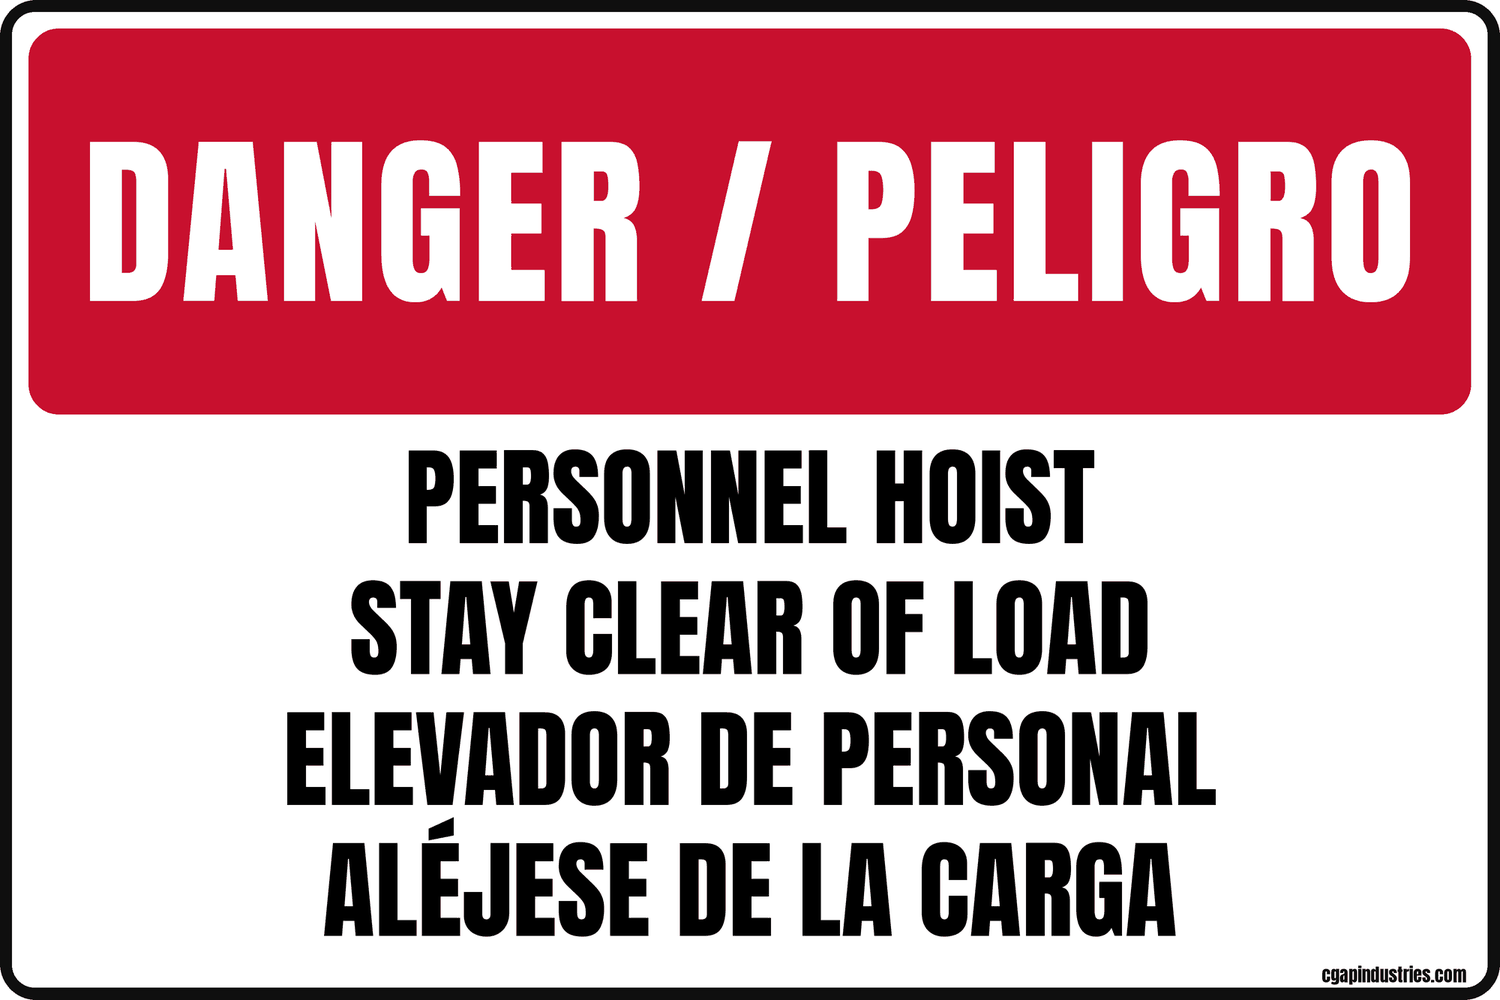 DANGER / PELIGRO
PERSONNEL HOIST
STAY CLEAR OF LOAD
ELEVADOR DE PERSONAL
ALÉJESE DE LA CARGA
cgapindustries.com